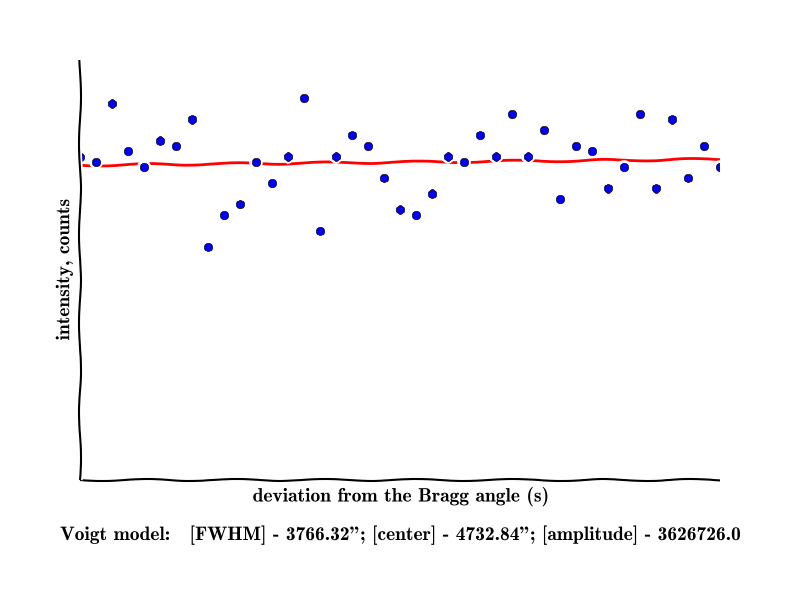 intensity, counts
deviation from the Bragg angle (s)
Voigt model: [FWHM] - 3766.32”; [center] - 4732.84”; [amplitude] - 3626726.0